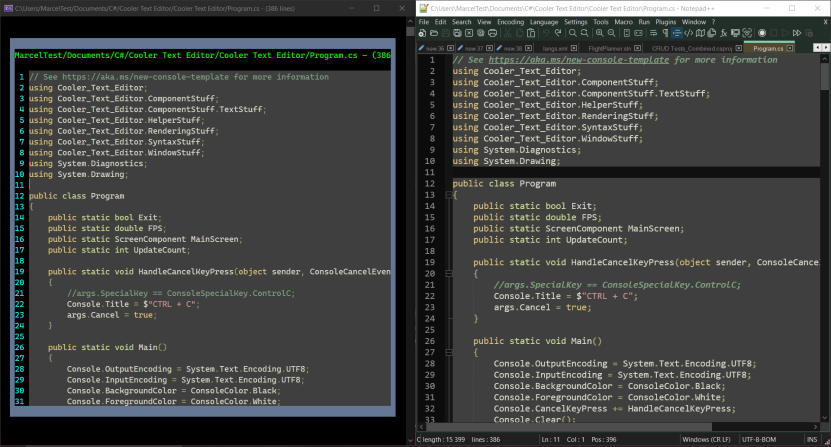 C:\Users/MarcelTest/Documents/C#/Cooler Text Editor/Cooler Text Editor/Program.cs - (386 lines)
MarcelTest/Documents/C#/Cooler Text Editor/Cooler Text Editor/Program.cs - (386
1 // See https://aka.ms/new-console-template for more information
2 using Cooler_Text_Editor;
3 using Cooler_Text_Editor.ComponentStuff;
4 using Cooler_Text_Editor.ComponentStuff.TextStuff;
5 using Cooler_Text_Editor.HelperStuff;
6 using Cooler_Text_Editor.RenderingStuff;
7 using Cooler_Text_Editor.SyntaxStuff;
8 using Cooler_Text_Editor.WindowStuff;
9 using System.Diagnostics;
10 using System.Drawing;
11
12 public class Program
13 {
14 public static bool Exit;
15 public static double FPS;
16 public static ScreenComponent MainScreen;
17 public static int UpdateCount;
18
19 public static void HandleCancelKeyPress(object sender, ConsoleCancelEven
20 {
21 //args.SpecialKey == ConsoleSpecialKey.ControlC;
22 Console.Title = $"CTRL + C";
23 args.Cancel = true;
24 }
25
26 public static void Main()
27 {
28 Console.OutputEncoding = System.Text.Encoding.UTF8;
29 Console.InputEncoding = System.Text.Encoding.UTF8;
30 Console.BackgroundColor = ConsoleColor.Black;
31 Console.ForegroundColor = ConsoleColor.White;
C:\Users\MarcelTest\Documents\C#\Cooler Text Editor\Cooler Text Editor\Program.cs - Notepad++
File Edit Search View Encoding Language Settings Tools Macro Run Plugins Window ?
new 36 new 37 new 38 langs.xml FlightPlanner.sln CRUD Tests_Combined.csproj Program.cs
1 // See https://aka.ms/new-console-template for more information
2 using Cooler_Text_Editor;
3 using Cooler_Text_Editor.ComponentStuff;
4 using Cooler_Text_Editor.ComponentStuff.TextStuff;
5 using Cooler_Text_Editor.HelperStuff;
6 using Cooler_Text_Editor.RenderingStuff;
7 using Cooler_Text_Editor.SyntaxStuff;
8 using Cooler_Text_Editor.WindowStuff;
9 using System.Diagnostics;
10 using System.Drawing;
11
12 public class Program
13 {
14 public static bool Exit;
15 public static double FPS;
16 public static ScreenComponent MainScreen;
17 public static int UpdateCount;
18
19 public static void HandleCancelKeyPress(object sender, ConsoleCance
20 {
21 //args.SpecialKey == ConsoleSpecialKey.ControlC;
22 Console.Title = $"CTRL + C";
23 args.Cancel = true;
24 }
25
26 public static void Main()
27 {
28 Console.OutputEncoding = System.Text.Encoding.UTF8;
29 Console.InputEncoding = System.Text.Encoding.UTF8;
30 Console.BackgroundColor = ConsoleColor.Black;
31 Console.ForegroundColor = ConsoleColor.White;
32 Console.CancelKeyPress += HandleCancelKeyPress;
33 Console.Clear();
C length : 15 399 lines : 386 Ln : 11 Col : 1 Pos : 396 Windows (CR LF) UTF-8-BOM INS